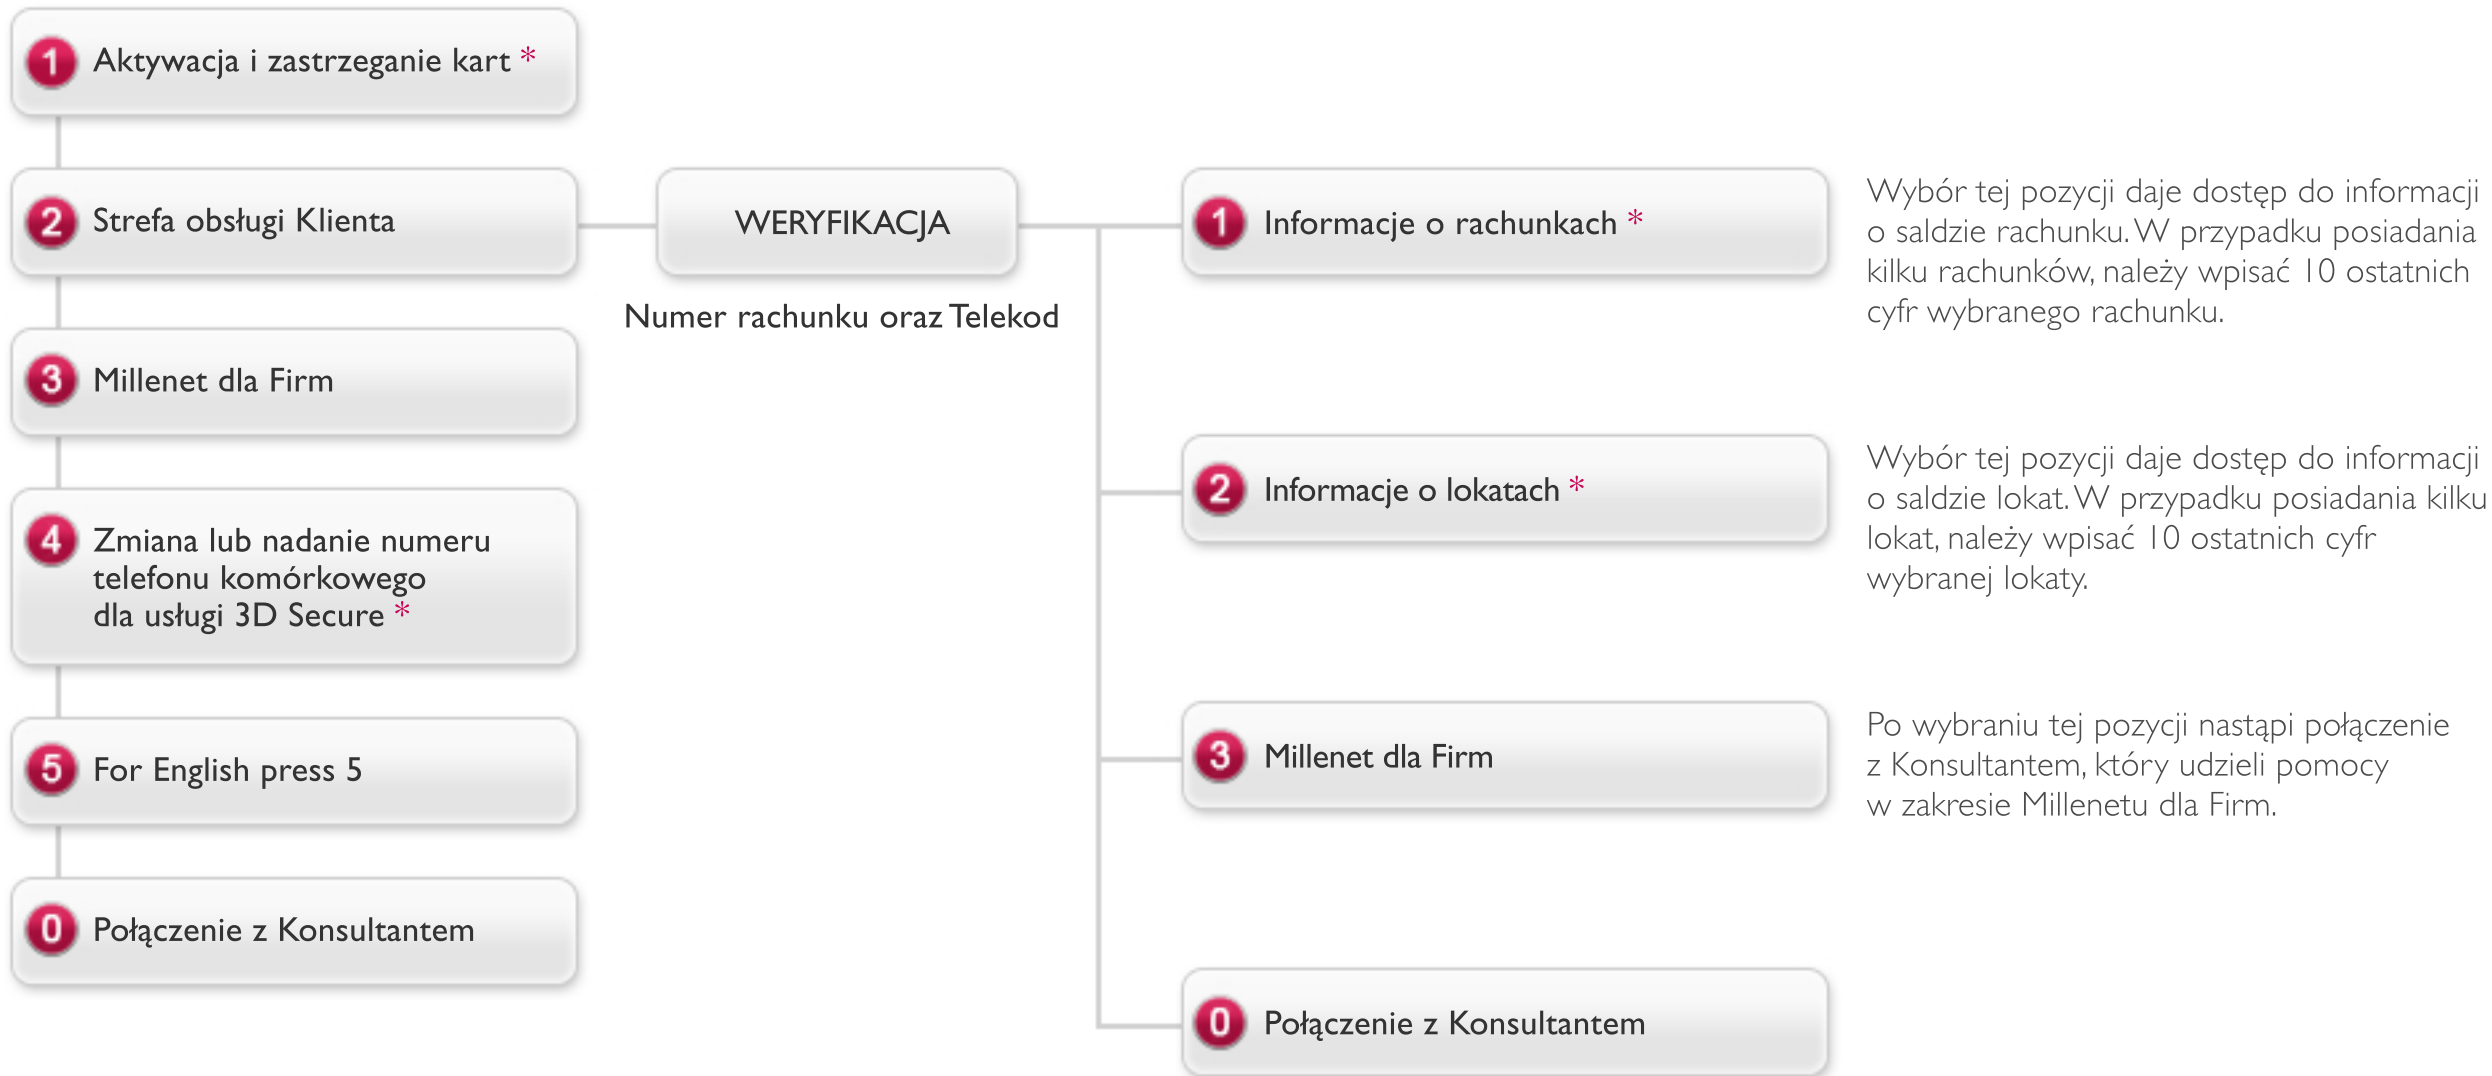 1 Aktywacja i zastrzeganie kart *
2 Strefa obsługi Klienta
3 Millenet dla Firm
4 Zmiana lub nadanie numeru
telefonu komórkowego
dla usługi 3D Secure *
5 For English press 5
0 Połączenie z Konsultantem
WERYFIKACJA
Numer rachunku oraz Telekod
1 Informacje o rachunkach *
Wybór tej pozycji daje dostęp do informacji
o saldzie rachunku. W przypadku posiadania
kilku rachunków, należy wpisać 10 ostatnich
cyfr wybranego rachunku.
2 Informacje o lokatach *
Wybór tej pozycji daje dostęp do informacji
o saldzie lokat. W przypadku posiadania kilku
lokat, należy wpisać 10 ostatnich cyfr
wybranej lokaty.
3 Millenet dla Firm
Po wybraniu tej pozycji nastąpi połączenie
z Konsultantem, który udzieli pomocy
w zakresie Millenetu dla Firm.
0 Połączenie z Konsultantem